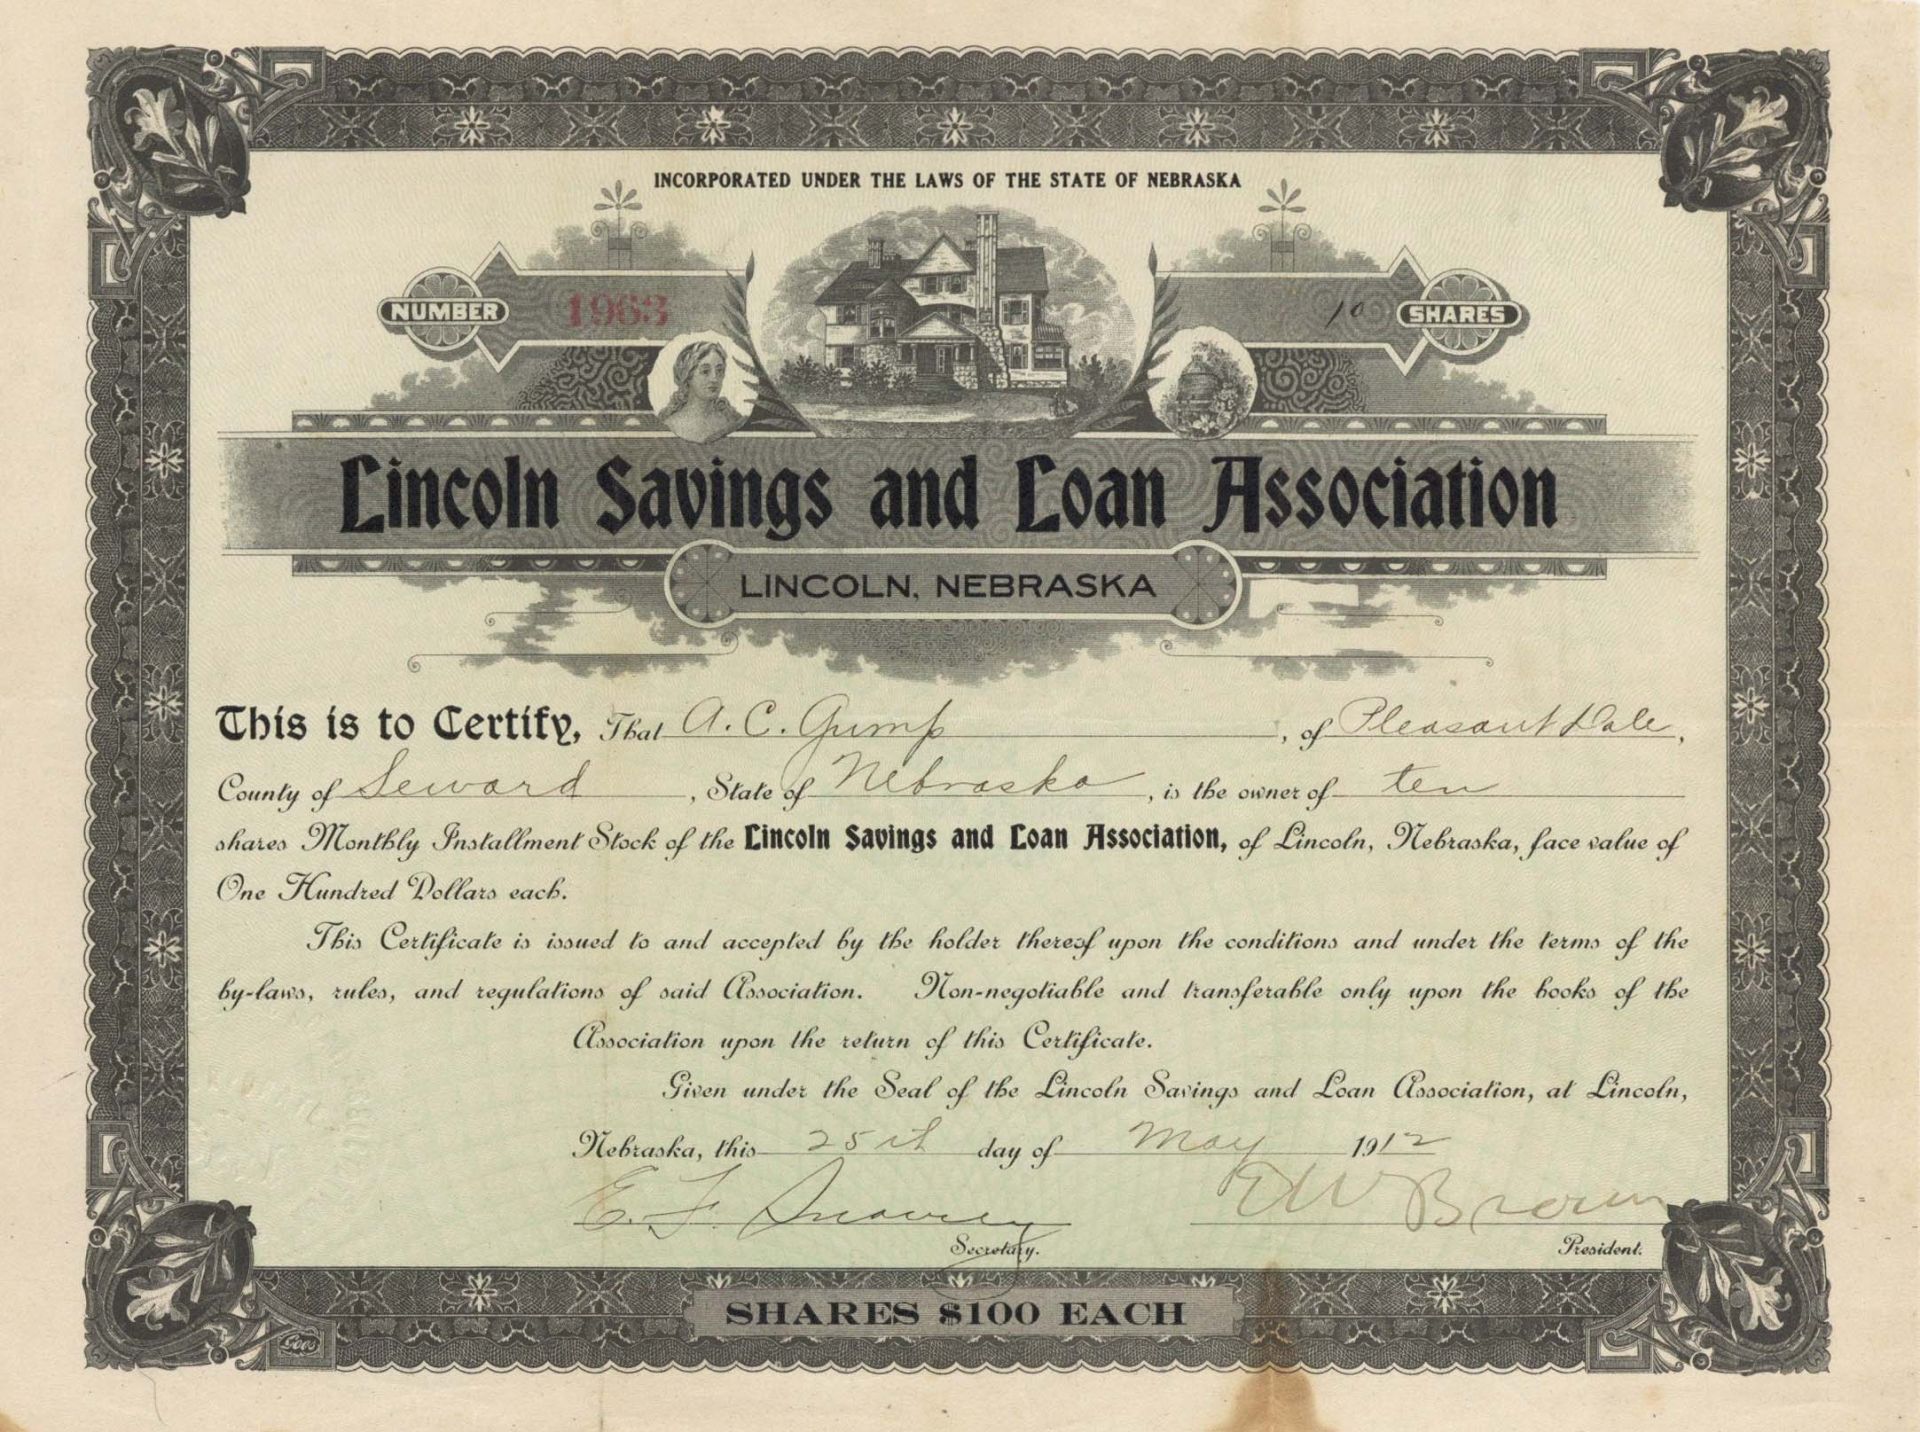 INCORPORATED UNDER THE LAWS OF THE STATE OF NEBRASKA
NUMBER 1963 10 SHARES
Lincoln Savings and Loan Association
LINCOLN, NEBRASKA
This is to Certify, That A. C. Gump, of Pleasant Dale,
County of Seward, State of Nebraska, is the owner of ten
shares Monthly Installment Stock of the Lincoln Savings and Loan Association, of Lincoln, Nebraska, face value of
One Hundred Dollars each.
This Certificate is issued to and accepted by the holder thereof upon the conditions and under the terms of the
by-laws, rules, and regulations of said Association. Non-negotiable and transferable only upon the books of the
Association upon the return of this Certificate.
Given under the Seal of the Lincoln Savings and Loan Association, at Lincoln,
Nebraska, this 25th day of May 1912
E. F. EW Brown
Secretary. President.
SHARES $100 EACH
GOES